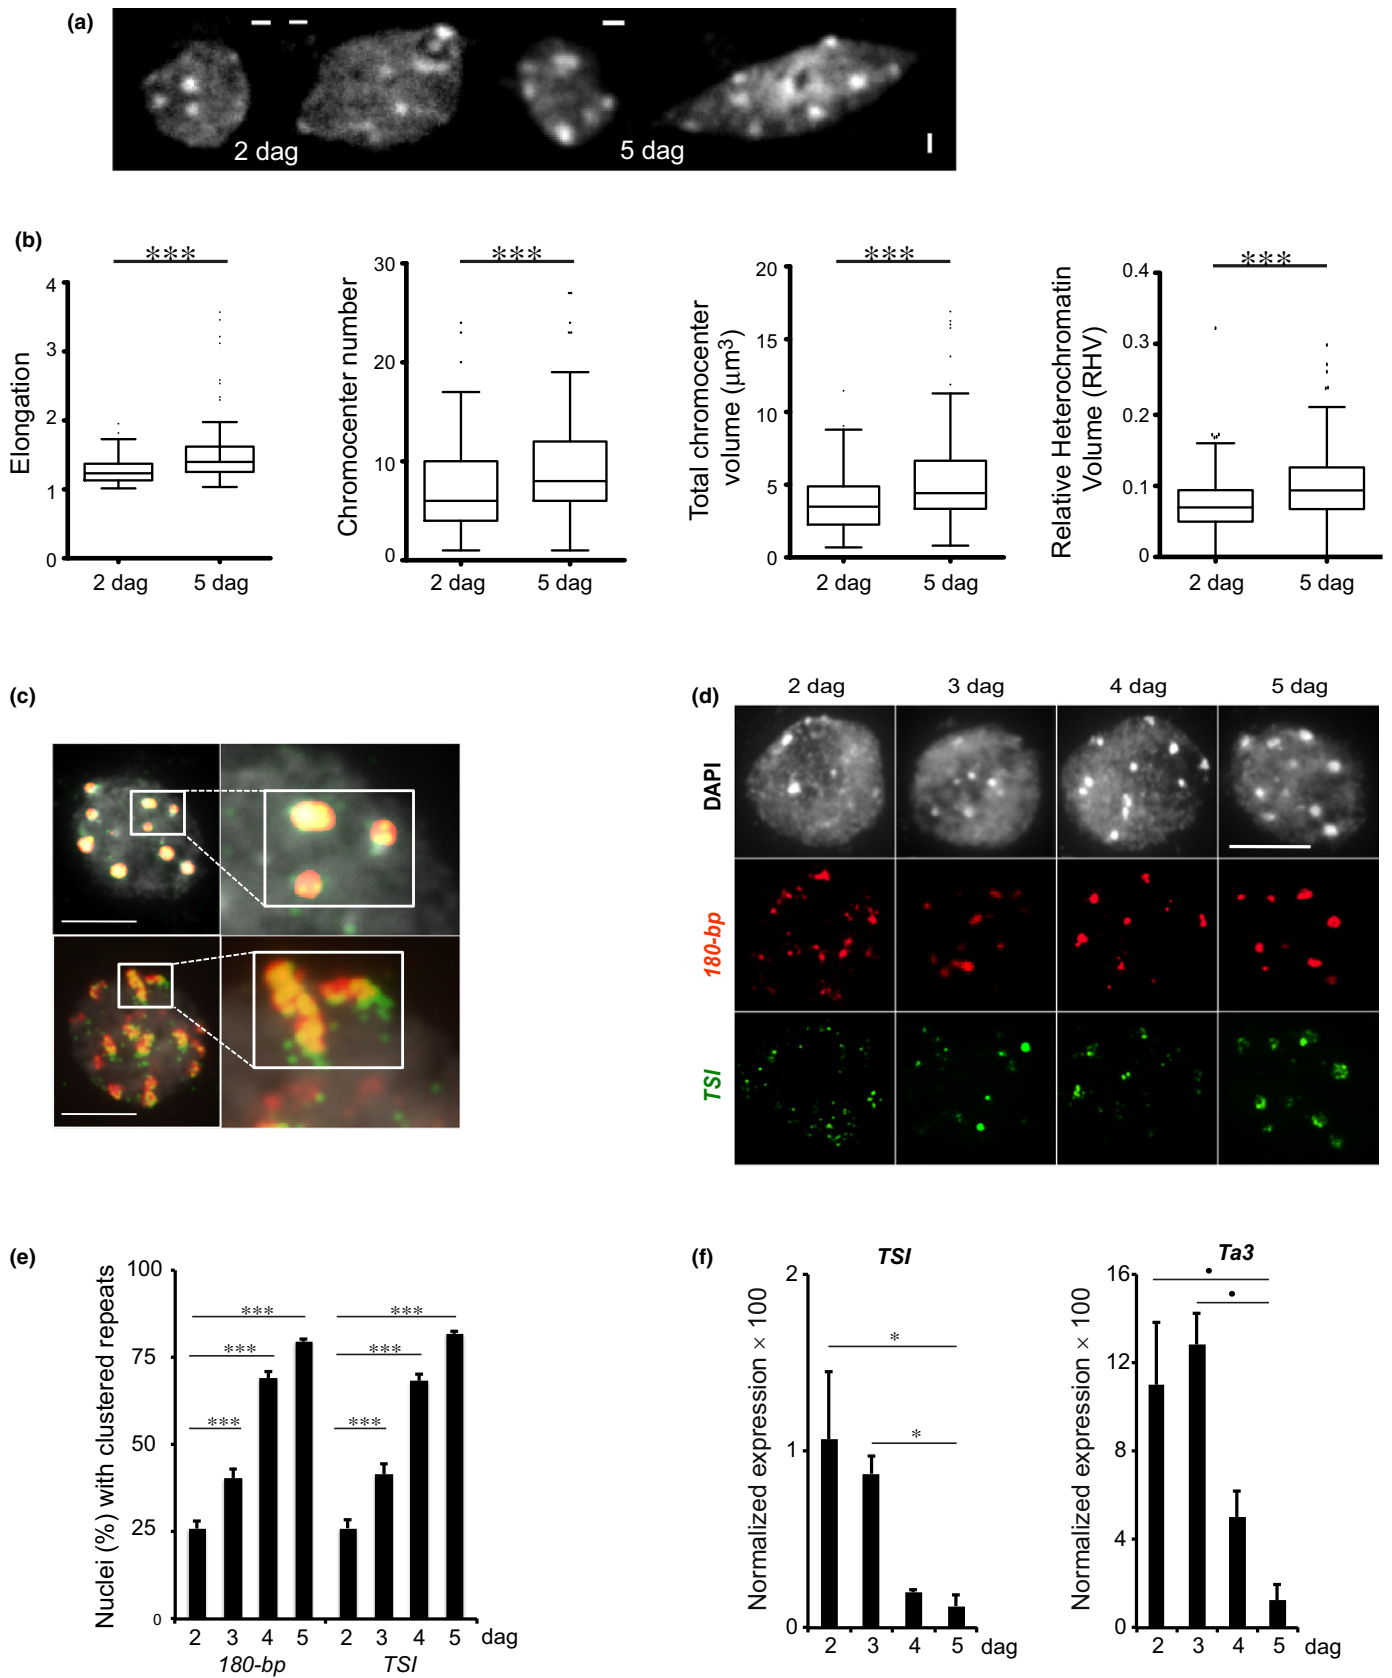 (a)
2 dag
5 dag
(b)
***
***
***
***
Elongation
4
3
2
1
0
2 dag
5 dag
Chromocenter number
30
20
10
0
2 dag
5 dag
Total chromocenter
volume (μm³)
20
15
10
5
0
2 dag
5 dag
Relative Heterochromatin
Volume (RHV)
0.4
0.3
0.2
0.1
0
2 dag
5 dag
(c)
(d)
2 dag
3 dag
4 dag
5 dag
DAPI
180-bp
TSI
(e)
Nuclei (%) with clustered repeats
100
75
50
25
0
***
***
***
***
***
***
2 3 4 5 2 3 4 5 dag
180-bp
TSI
(f)
TSI
Normalized expression × 100
2
1
0
*
*
2 3 4 5 dag
Ta3
Normalized expression × 100
16
12
8
4
0
•
•
2 3 4 5 dag